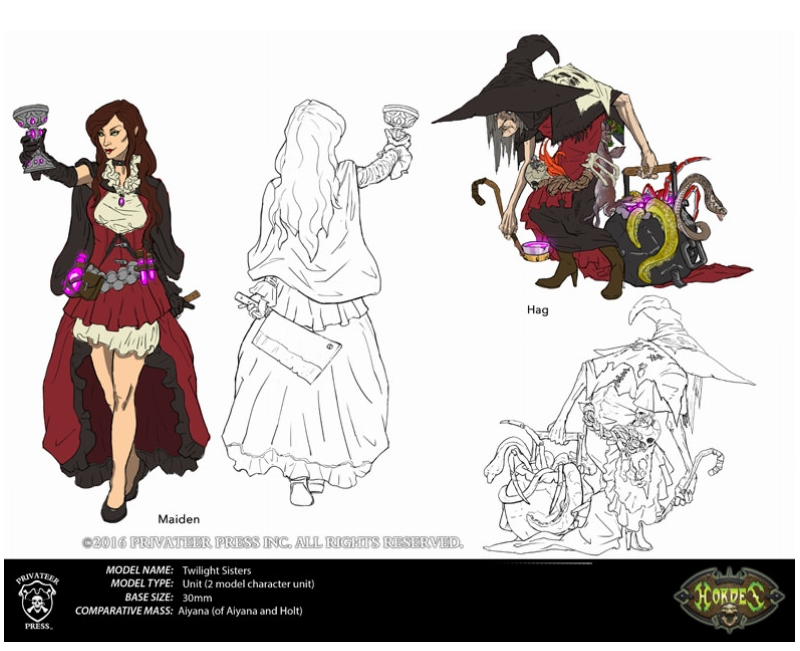 Hag
Maiden
©2016 PRIVATEER PRESS INC. ALL RIGHTS RESERVED.
PRIVATEER
PRESS
MODEL NAME: Twilight Sisters
MODEL TYPE: Unit (2 model character unit)
BASE SIZE: 30mm
COMPARATIVE MASS: Aiyana (of Aiyana and Holt)
HORDES